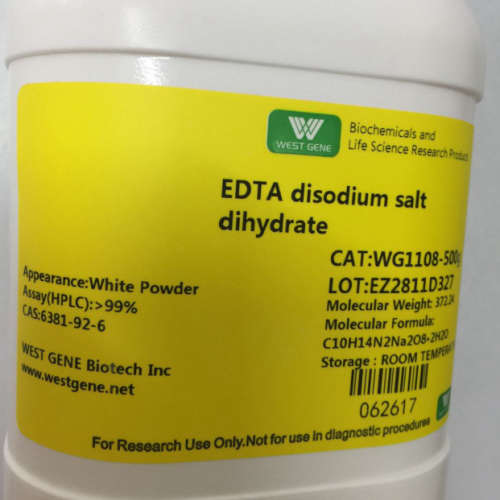 WEST GENE
Biochemicals and
Life Science Research Products
EDTA disodium salt
dihydrate
CAT:WG1108-500g
LOT:EZ2811D327
Molecular Weight: 372.24
Molecular Formula:
C10H14N2Na2O8·2H2O
Storage : ROOM TEMPERA
Appearance:White Powder
Assay(HPLC):>99%
CAS:6381-92-6
WEST GENE Biotech Inc
www.westgene.net
062617
For Research Use Only.Not for use in diagnostic procedures